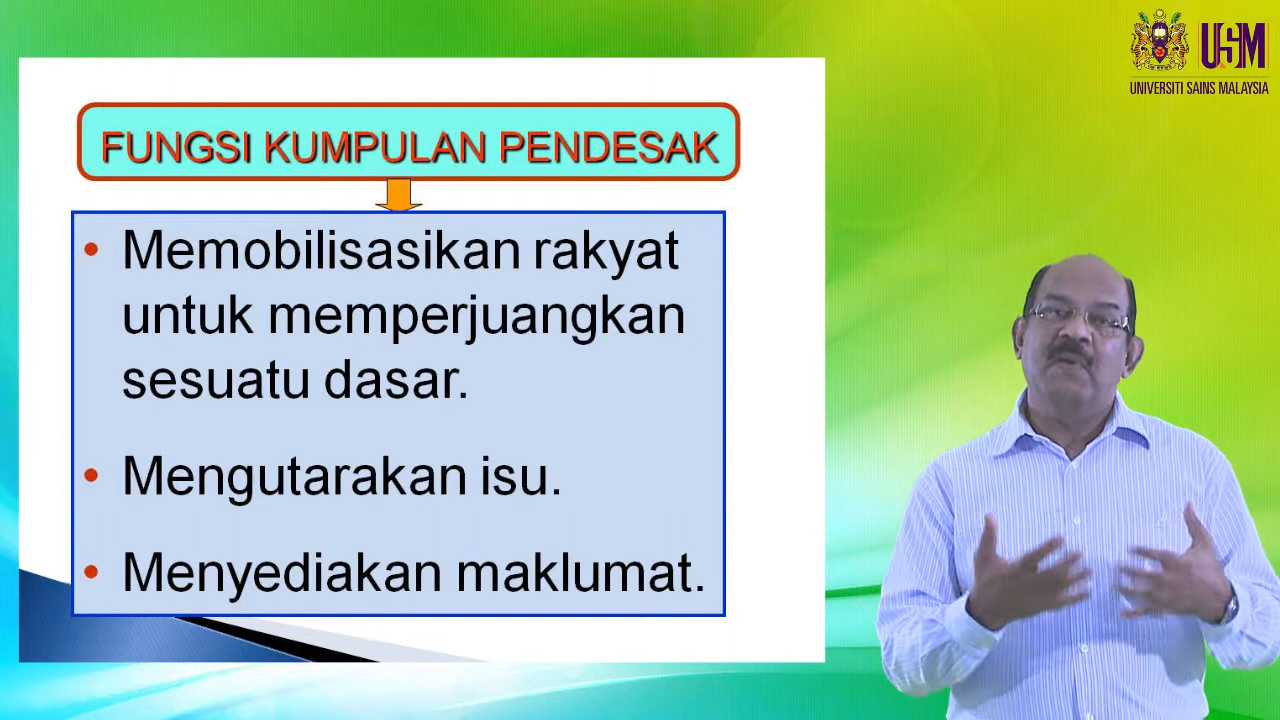 USM
UNIVERSITI SAINS MALAYSIA
FUNGSI KUMPULAN PENDESAK
• Memobilisasikan rakyat
untuk memperjuangkan
sesuatu dasar.
• Mengutarakan isu.
• Menyediakan maklumat.